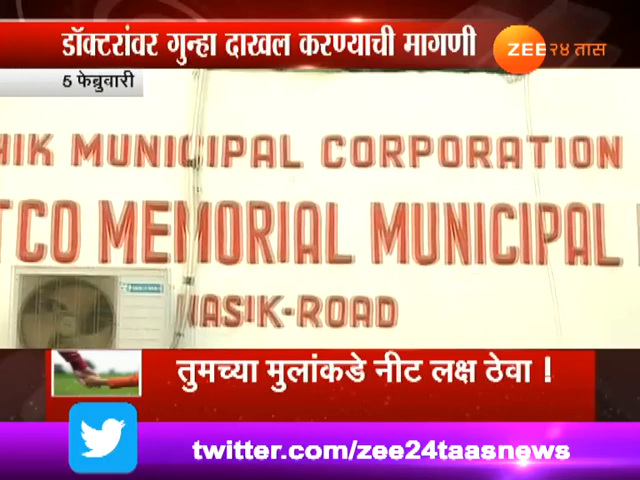 डॉक्टरांवर गुन्हा दाखल करण्याची मागणी
ZEE २४ तास
5 फेब्रुवारी
HIK MUNICIPAL CORPORATION
TCO MEMORIAL MUNICIPAL
NASIK-ROAD
तुमच्या मुलांकडे नीट लक्ष ठेवा !
twitter.com/zee24taasnews